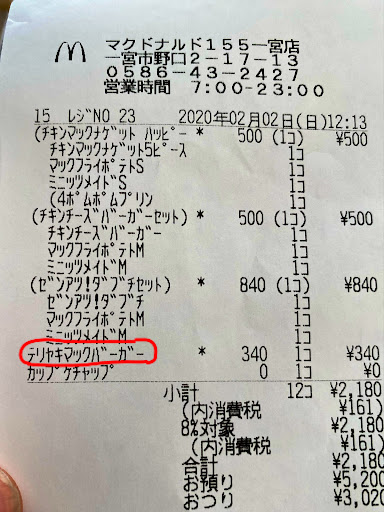 マクドナルド155一宮店
一宮市野口2-17-13
0586-43-2427
営業時間 7:00-23:00
15 レジNO 23 2020年02月02日(日)12:13
(チキンマックナゲット ハッピー * 500 (1コ) ¥500
チキンマックナゲット5ピース 1コ
マックフライポテトS 1コ
ミニッツメイドS 1コ
(4ポムポムプリン 1コ
(チキンチーズバーガーセット) * 500 (1コ) ¥500
チキンチーズバーガー 1コ
マックフライポテトM 1コ
ミニッツメイドM 1コ
(ゼンアツ!ダブチセット) * 840 (1コ) ¥840
ゼンアツ!ダブチ 1コ
マックフライポテトM 1コ
ミニッツメイドM 1コ
テリヤキマックバーガー * 340 1コ ¥340
カップケチャップ 0 1コ ¥0
小計 12コ ¥2,180
(内消費税 ¥161)
8%対象 ¥2,180
(内消費税 ¥161)
合計 ¥2,180
お預り ¥5,200
おつり ¥3,020